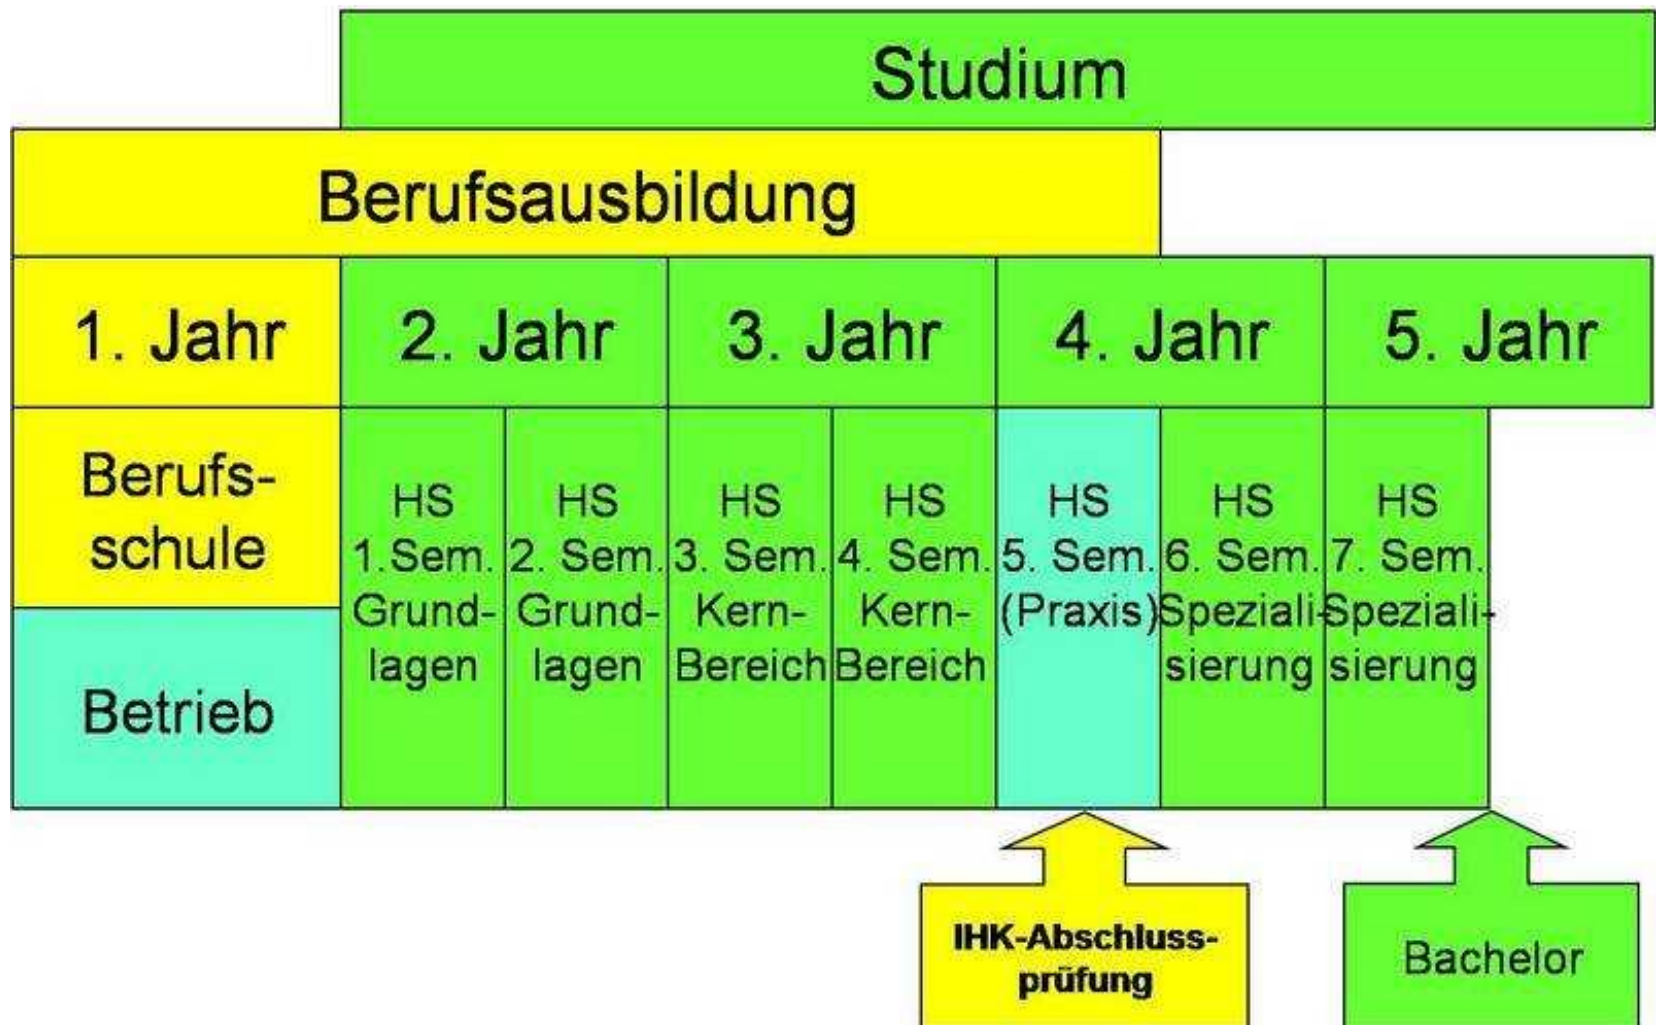 Studium
Berufsausbildung
1. Jahr
2. Jahr
3. Jahr
4. Jahr
5. Jahr
Berufs-
schule
Betrieb
HS
1.Sem.
Grund-
lagen
HS
2. Sem.
Grund-
lagen
HS
3. Sem.
Kern-
Bereich
HS
4. Sem.
Kern-
Bereich
HS
5. Sem.
(Praxis)
HS
6. Sem.
Speziali-
sierung
HS
7. Sem.
Speziali-
sierung
IHK-Abschluss-
prüfung
Bachelor